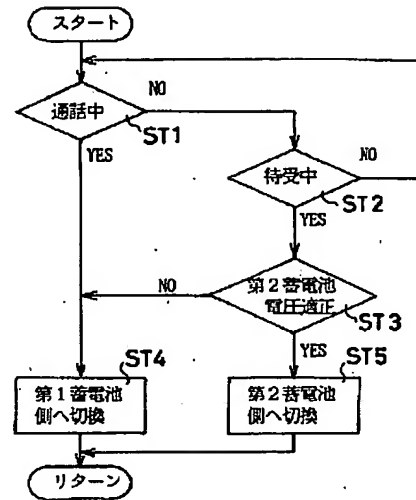 スタート
NO
通話中
ST1
YES
NO
待受中
ST2
YES
第2蓄電池
電圧適正
NO
ST3
YES
ST4
第1蓄電池
側へ切換
ST5
第2蓄電池
側へ切換
リターン